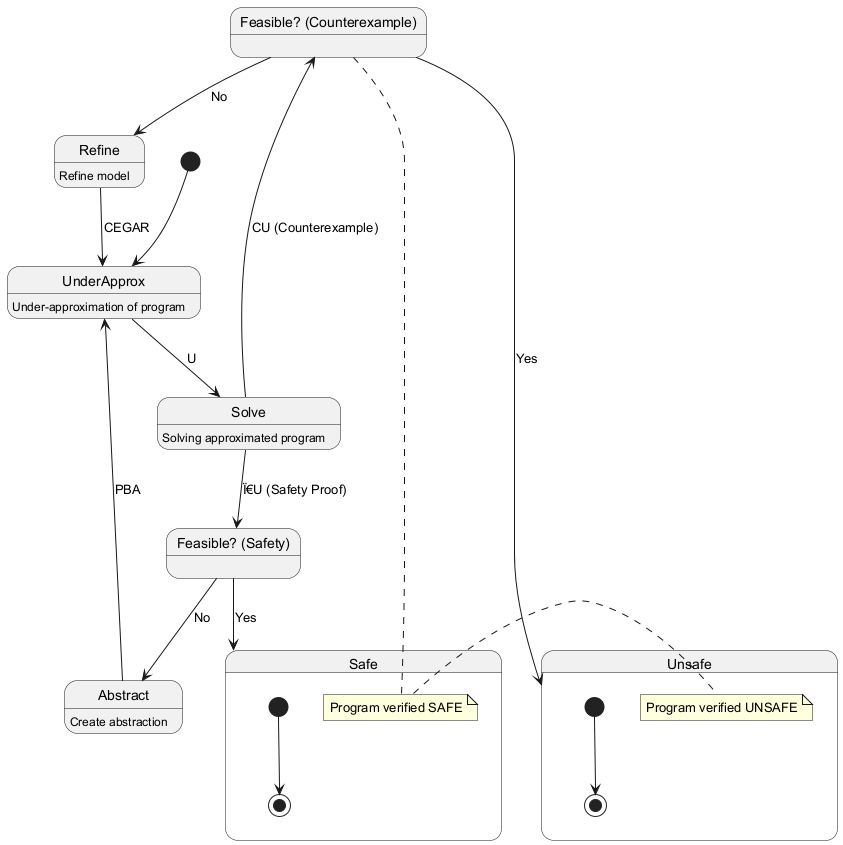 Feasible? (Counterexample)
No
Refine
Refine model
CEGAR
CU (Counterexample)
UnderApprox
Under-approximation of program
U
Yes
Solve
Solving approximated program
PBA
Ï€U (Safety Proof)
Feasible? (Safety)
No
Yes
Safe
Unsafe
Abstract
Create abstraction
Program verified SAFE
Program verified UNSAFE